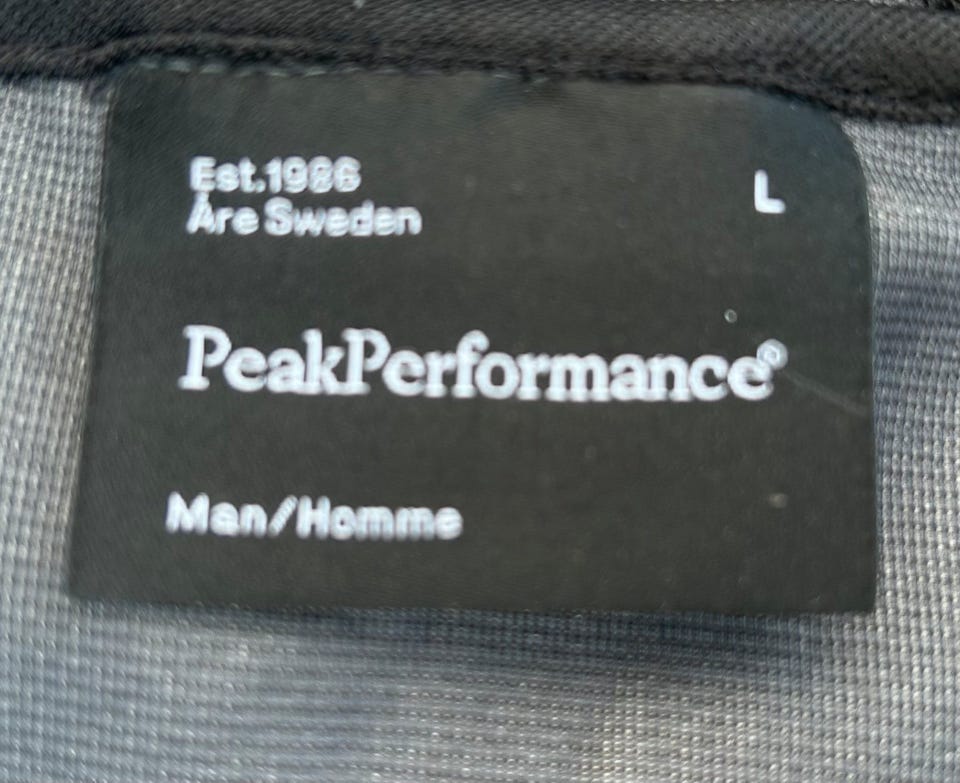 Est.1986
Åre Sweden
L
PeakPerformance®
Man/Homme